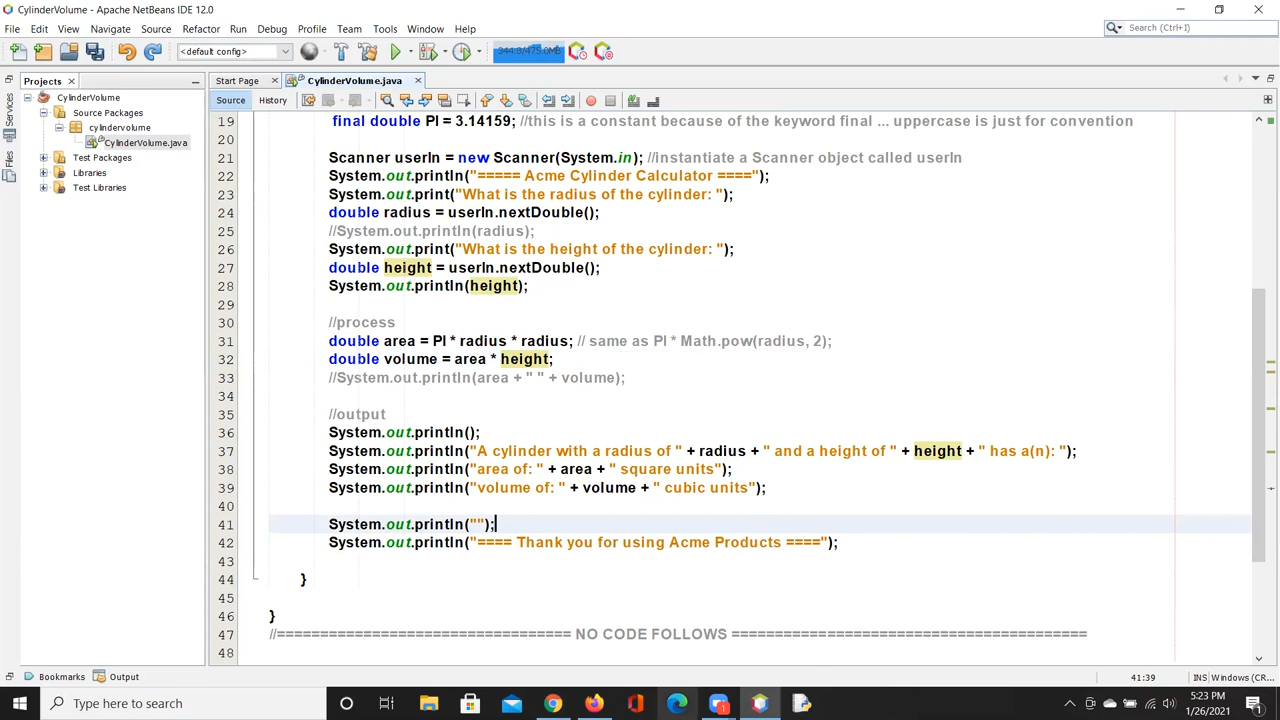 CylinderVolume - Apache NetBeans IDE 12.0
File Edit View Navigate Source Refactor Run Debug Profile Team Tools Window Help
Search (Ctrl+I)
<default config>
344.8/475.0MB
Projects
Start Page
CylinderVolume.java
Source
History
Services
Files
CylinderVolume
Source Packages
cylindervolume
CylinderVolume.java
Test Packages
Libraries
Test Libraries
19 final double PI = 3.14159; //this is a constant because of the keyword final ... uppercase is just for convention
20
21 Scanner userIn = new Scanner(System.in); //instantiate a Scanner object called userIn
22 System.out.println("===== Acme Cylinder Calculator ====");
23 System.out.print("What is the radius of the cylinder: ");
24 double radius = userIn.nextDouble();
25 //System.out.println(radius);
26 System.out.print("What is the height of the cylinder: ");
27 double height = userIn.nextDouble();
28 System.out.println(height);
29
30 //process
31 double area = PI * radius * radius; // same as PI * Math.pow(radius, 2);
32 double volume = area * height;
33 //System.out.println(area + " " + volume);
34
35 //output
36 System.out.println();
37 System.out.println("A cylinder with a radius of " + radius + " and a height of " + height + " has a(n): ");
38 System.out.println("area of: " + area + " square units");
39 System.out.println("volume of: " + volume + " cubic units");
40
41 System.out.println("");
42 System.out.println("==== Thank you for using Acme Products ====");
43
44 }
45
46 }
47 //================================== NO CODE FOLLOWS =========================================
48
Bookmarks Output
41:39 INS Windows (CR...
Type here to search
5:23 PM
1/26/2021